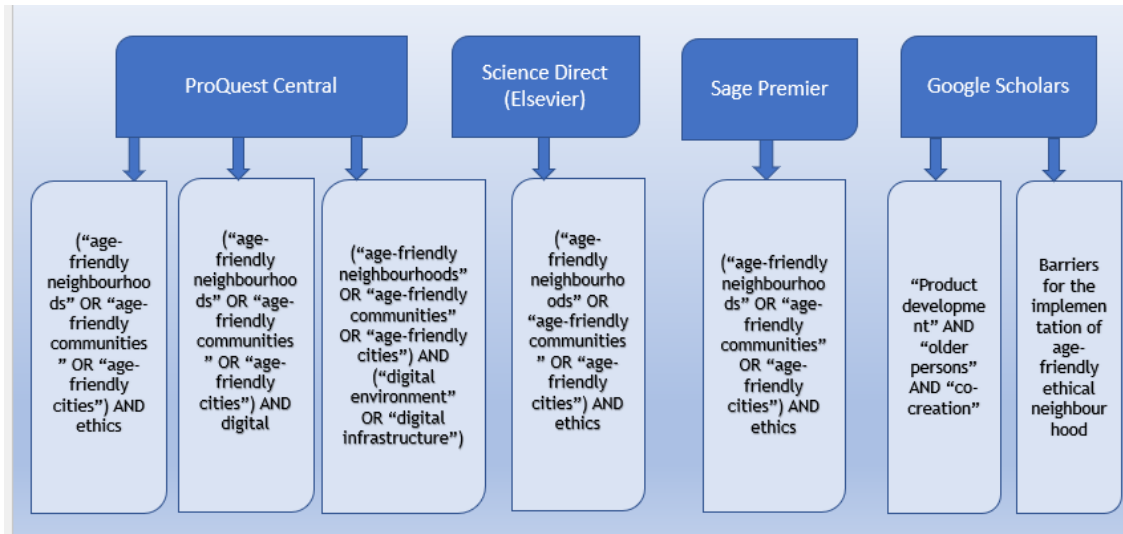 ProQuest Central
Science Direct
(Elsevier)
Sage Premier
Google Scholars
(“age-
friendly
neighbourhoo
ds” OR “age-
friendly
communities
” OR “age-
friendly
cities”) AND
ethics
(“age-
friendly
neighbourhoo
ds” OR “age-
friendly
communities
” OR “age-
friendly
cities”) AND
digital
(“age-friendly
neighbourhoods”
OR “age-friendly
communities”
OR “age-friendly
cities”) AND
(“digital
environment”
OR “digital
infrastructure”)
(“age-
friendly
neighbourho
oods” OR
“age-friendly
communities
” OR “age-
friendly
cities”) AND
ethics
(“age-friendly
neighbourhoo
ds” OR “age-
friendly
communities”
OR “age-
friendly
cities”) AND
ethics
“Product
developme
nt” AND
“older
persons”
AND “co-
creation”
Barriers
for the
implemen
tation of
age-
friendly
ethical
neighbour
hood